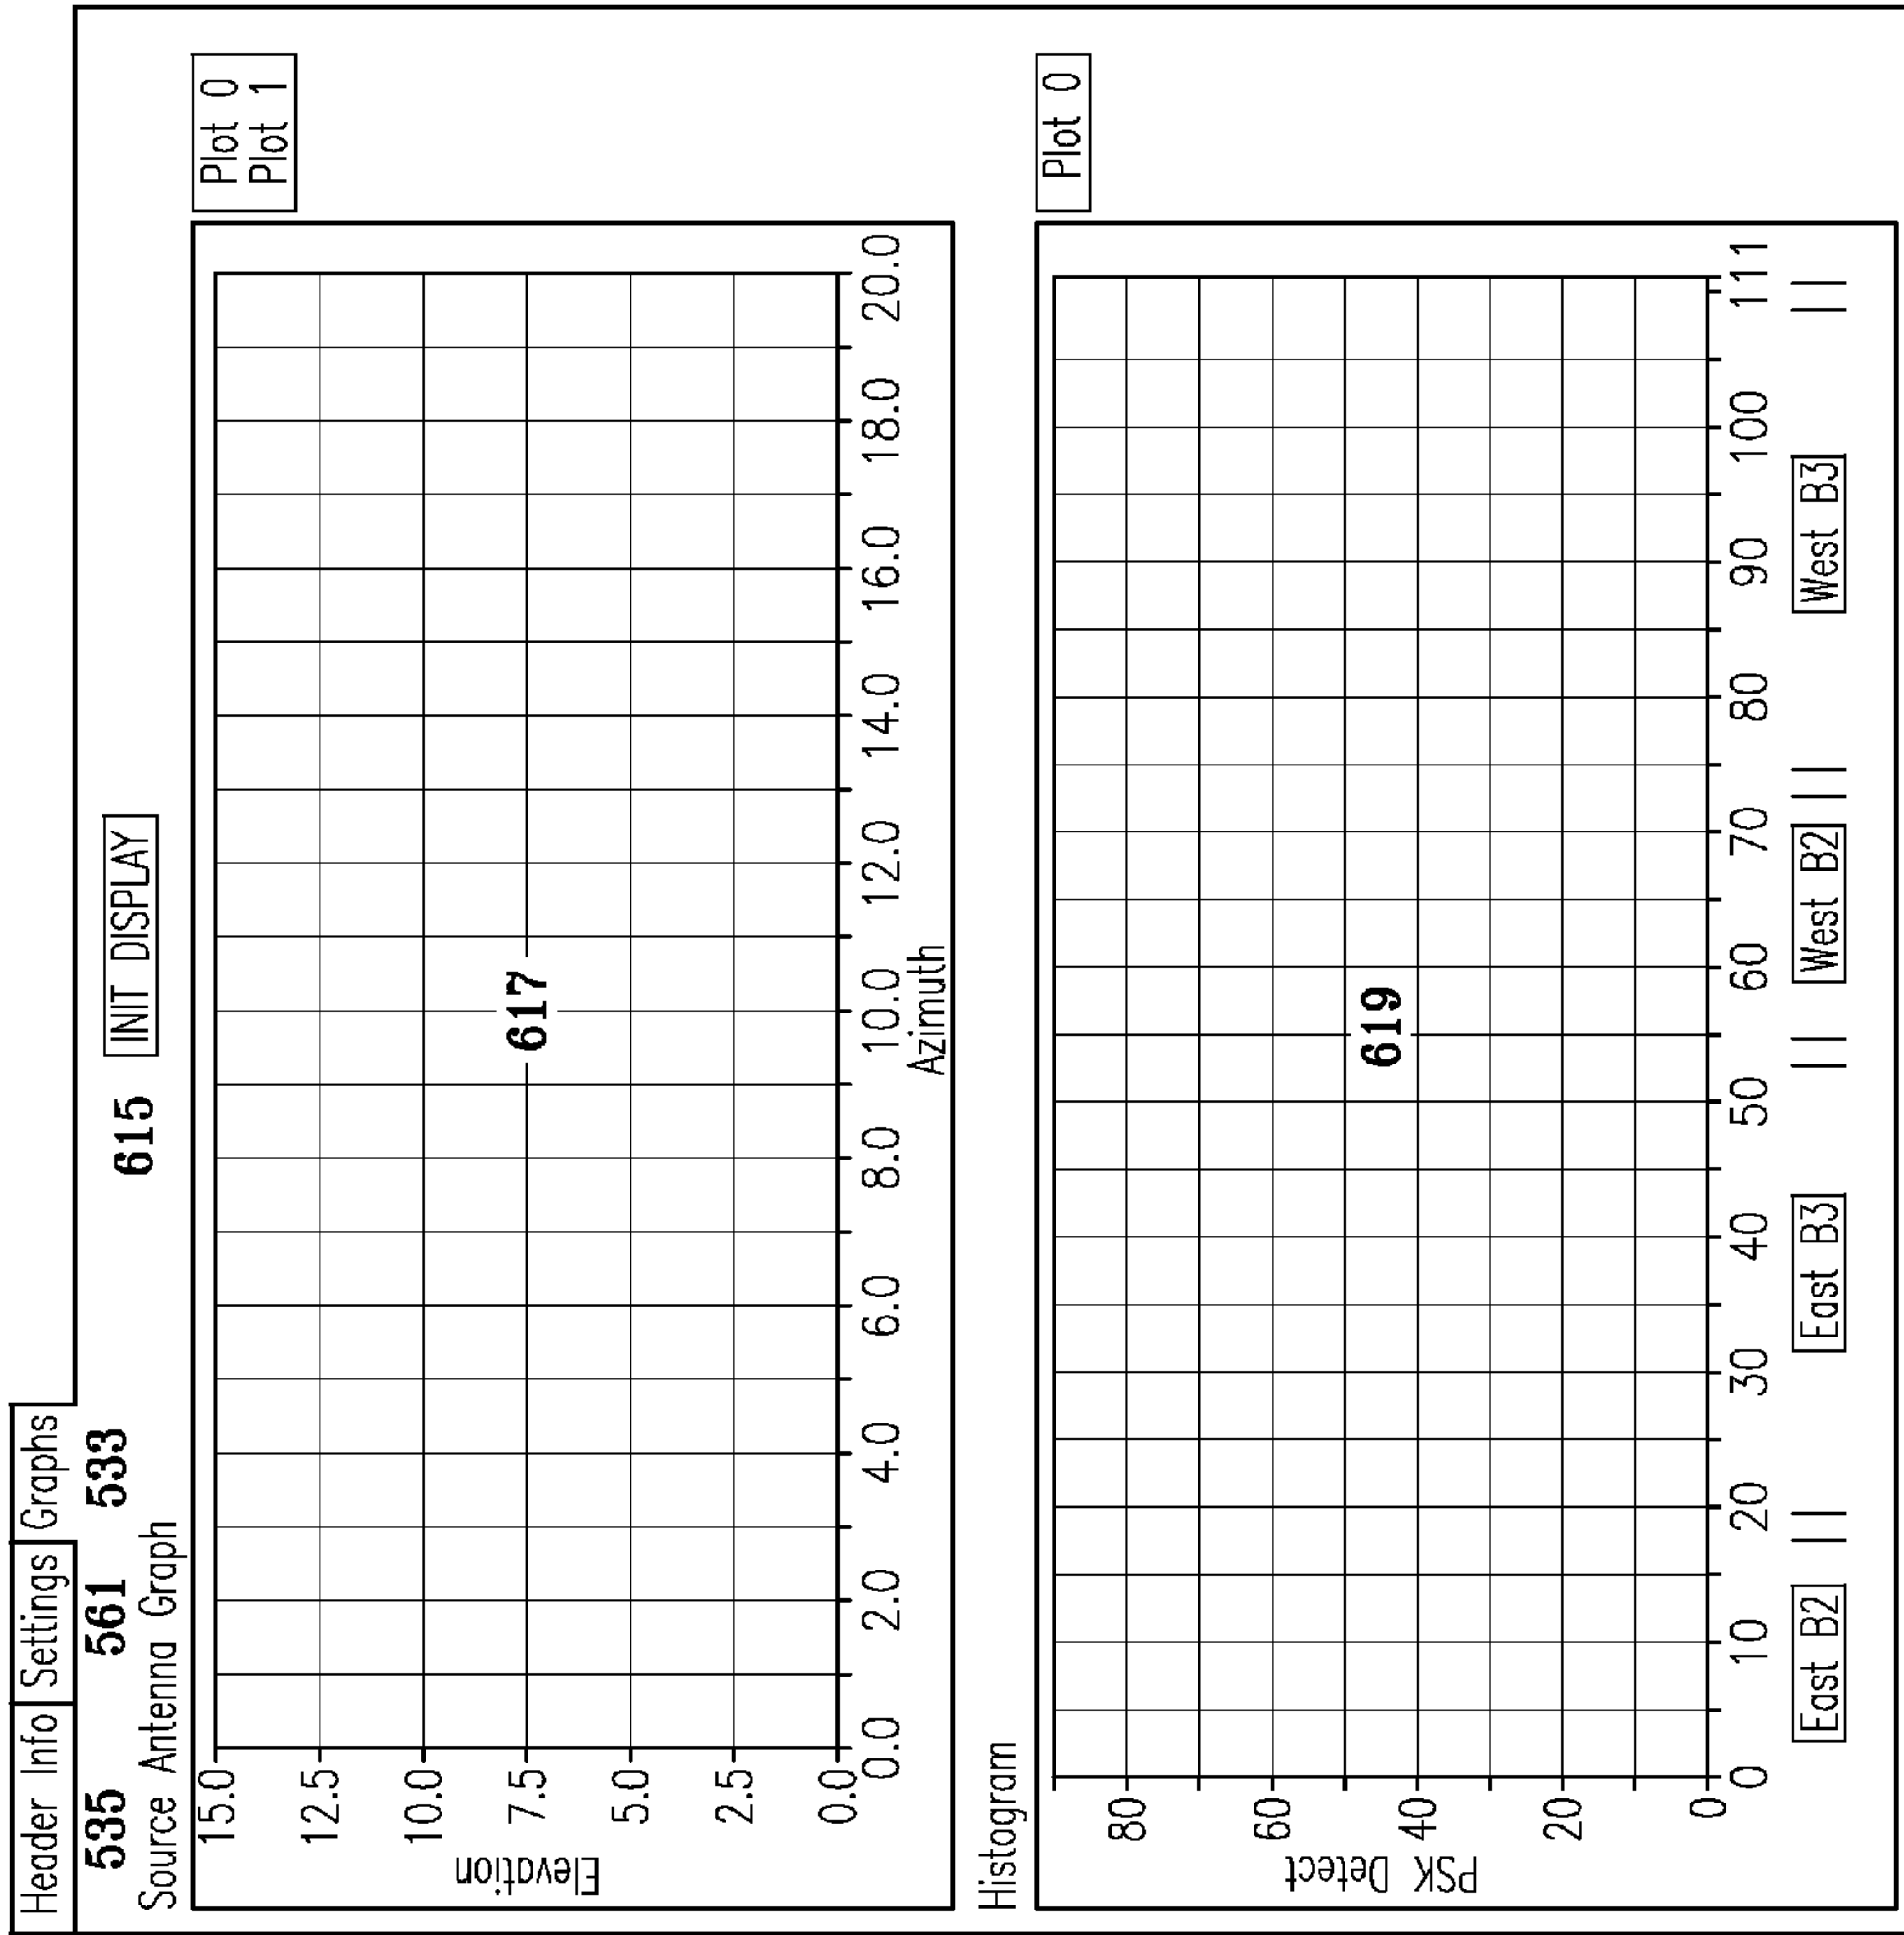 Header Info Settings Graphs
535 561 533
615 INIT DISPLAY
Source Antenna Graph
Plot 0
Plot 1
Elevation
15.0
12.5
10.0
7.5
5.0
2.5
0.0
617
0.0 2.0 4.0 6.0 8.0 10.0 12.0 14.0 16.0 18.0 20.0
Azimuth
Histogram
Plot 0
PSK Detect
80
60
40
20
0
619
0 10 20 30 40 50 60 70 80 90 100 111
East B2 || East B3 || West B2 || West B3 ||